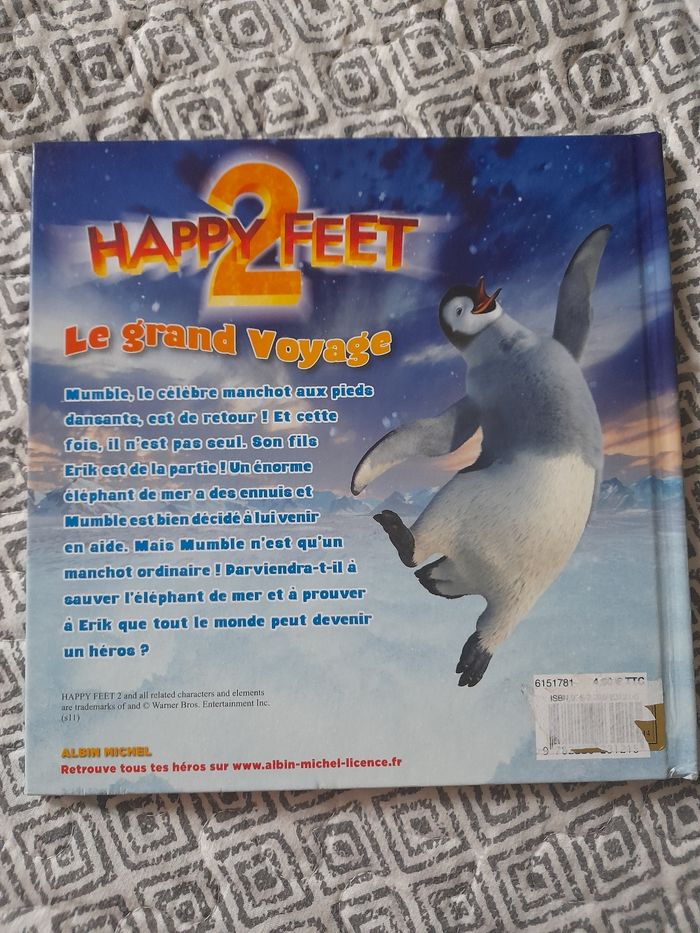 HAPPY 2 FEET
Le grand Voyage
Mumble, le célèbre manchot aux pieds
dansants, est de retour ! Et cette
fois, il n'est pas seul. Son fils
Erik est de la partie ! Un énorme
éléphant de mer a des ennuis et
Mumble est bien décidé à lui venir
en aide. Mais Mumble n'est qu'un
manchot ordinaire ! Parviendra-t-il à
sauver l'éléphant de mer et à prouver
à Erik que tout le monde peut devenir
un héros ?
6151781
TTC
ISBN
HAPPY FEET 2 and all related characters and elements
are trademarks of and © Warner Bros. Entertainment Inc.
(s11)
ALBIN MICHEL
Retrouve tous tes héros sur www.albin-michel-licence.fr